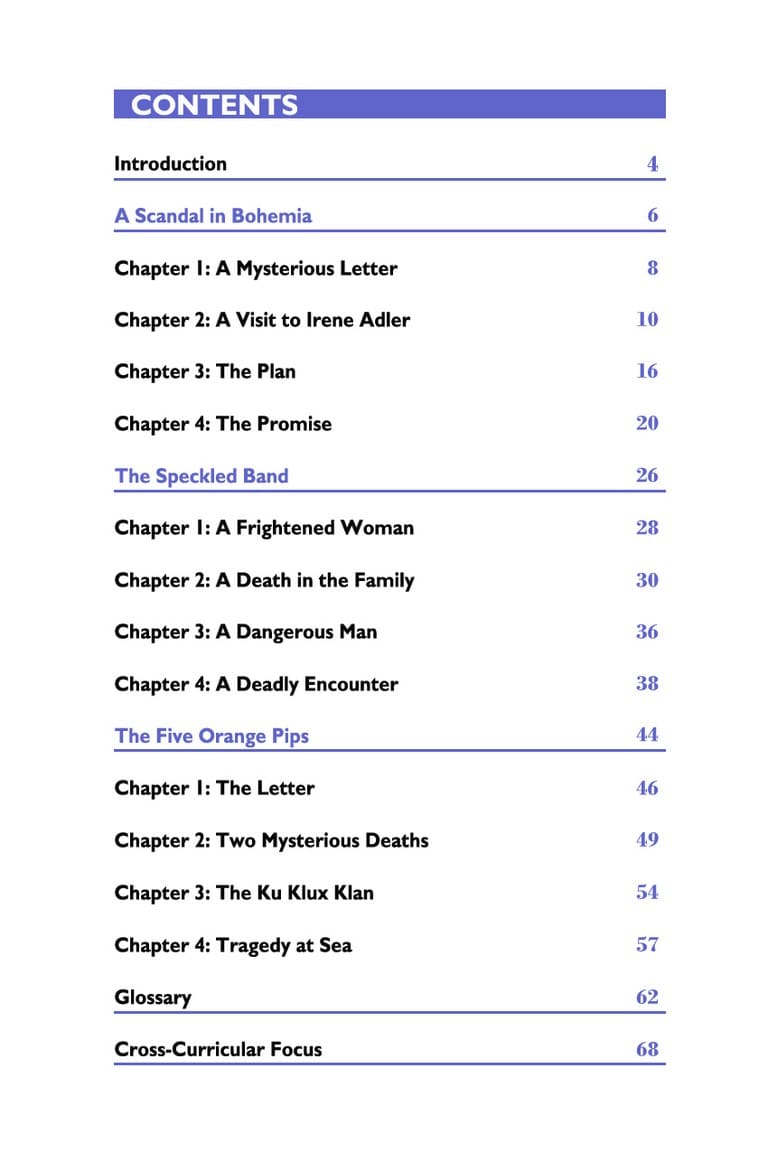 CONTENTS
Introduction 4
A Scandal in Bohemia 6
Chapter 1: A Mysterious Letter 8
Chapter 2: A Visit to Irene Adler 10
Chapter 3: The Plan 16
Chapter 4: The Promise 20
The Speckled Band 26
Chapter 1: A Frightened Woman 28
Chapter 2: A Death in the Family 30
Chapter 3: A Dangerous Man 36
Chapter 4: A Deadly Encounter 38
The Five Orange Pips 44
Chapter 1: The Letter 46
Chapter 2: Two Mysterious Deaths 49
Chapter 3: The Ku Klux Klan 54
Chapter 4: Tragedy at Sea 57
Glossary 62
Cross-Curricular Focus 68